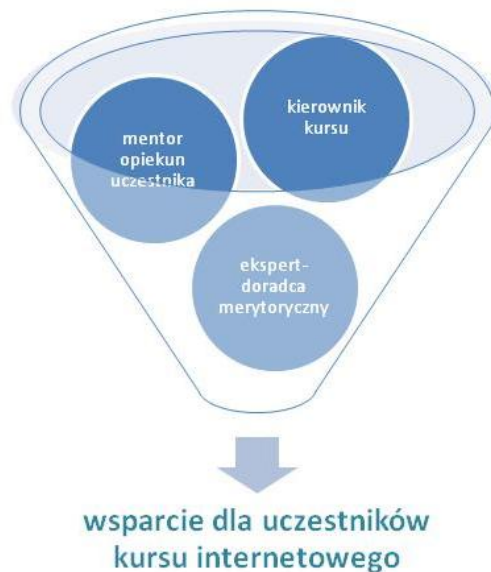 mentor
opiekun
uczestnika
kierownik
kursu
ekspert-
doradca
merytoryczny
wsparcie dla uczestników
kursu internetowego